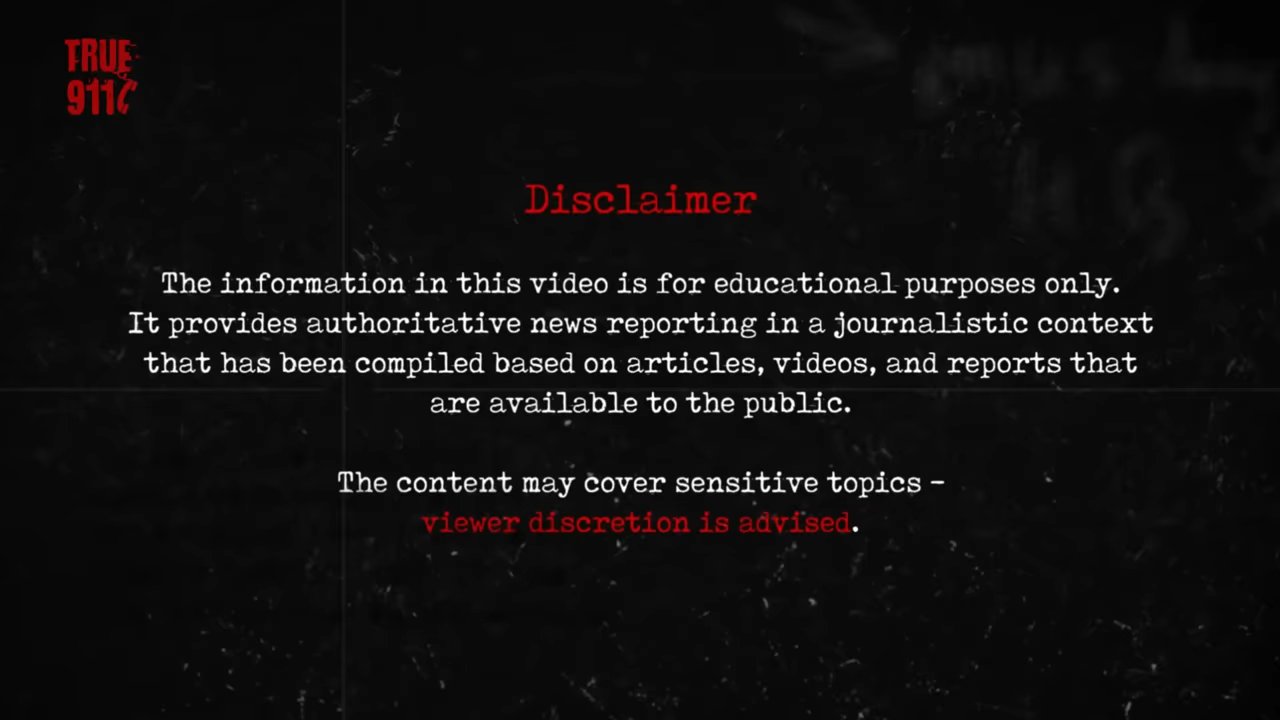 TRUE
911
Disclaimer
The information in this video is for educational purposes only.
It provides authoritative news reporting in a journalistic context
that has been compiled based on articles, videos, and reports that
are available to the public.
The content may cover sensitive topics –
viewer discretion is advised.